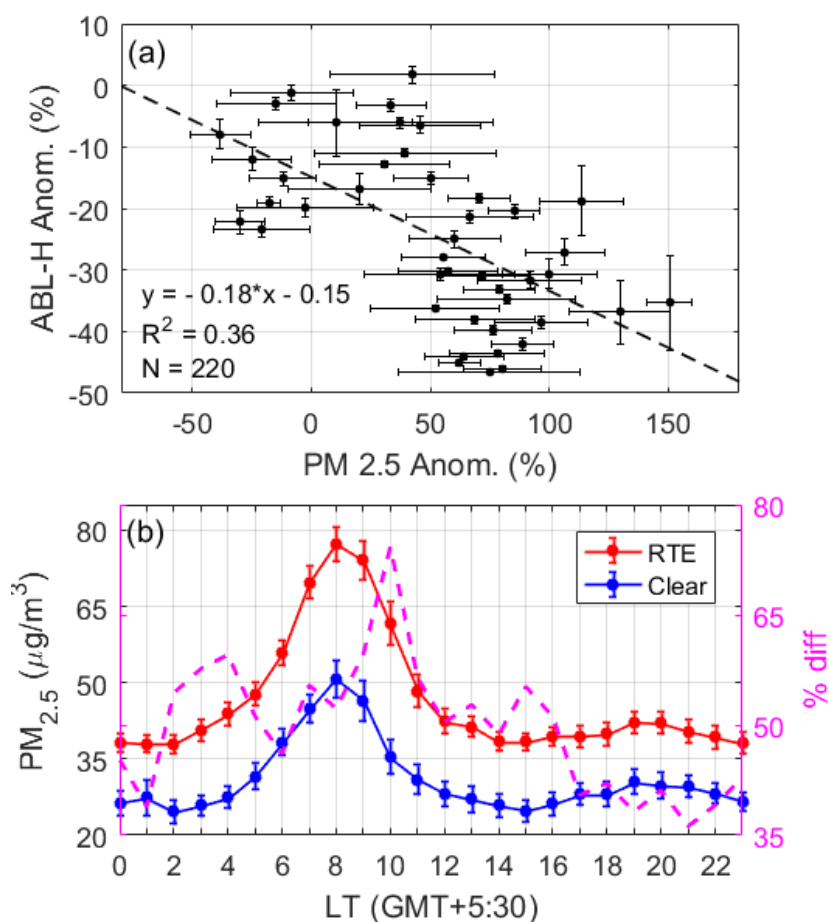 (a)
10
0
-10
-20
-30
-40
-50
ABL-H Anom. (%)
y = - 0.18*x - 0.15
R² = 0.36
N = 220
-50 0 50 100 150
PM 2.5 Anom. (%)
(b)
80
65
50
35
20
PM₂.₅ (μg/m³)
RTE
Clear
80
65
50
35
% diff
0 2 4 6 8 10 12 14 16 18 20 22
LT (GMT+5:30)